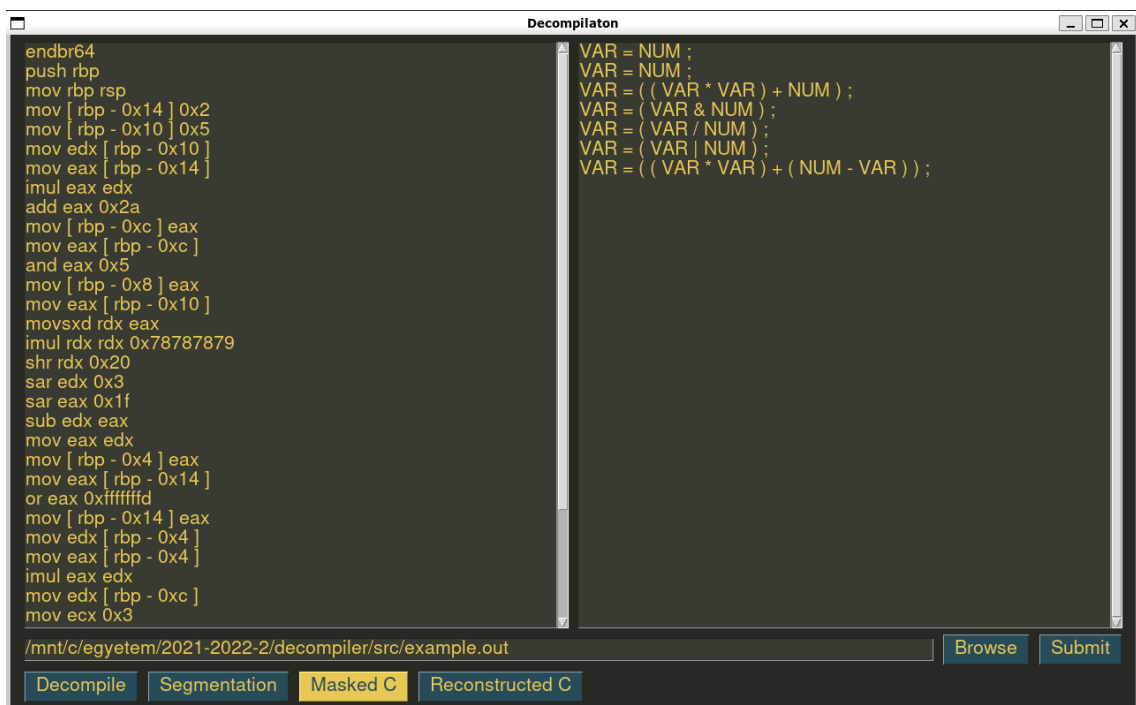 Decompilaton
endbr64
push rbp
mov rbp rsp
mov [ rbp - 0x14 ] 0x2
mov [ rbp - 0x10 ] 0x5
mov edx [ rbp - 0x10 ]
mov eax [ rbp - 0x14 ]
imul eax edx
add eax 0x2a
mov [ rbp - 0xc ] eax
mov eax [ rbp - 0xc ]
and eax 0x5
mov [ rbp - 0x8 ] eax
mov eax [ rbp - 0x10 ]
movsxd rdx eax
imul rdx rdx 0x78787879
shr rdx 0x20
sar edx 0x3
sar eax 0x1f
sub edx eax
mov eax edx
mov [ rbp - 0x4 ] eax
mov eax [ rbp - 0x14 ]
or eax 0xfffffffd
mov [ rbp - 0x14 ] eax
mov edx [ rbp - 0x4 ]
mov eax [ rbp - 0x4 ]
imul eax edx
mov edx [ rbp - 0xc ]
mov ecx 0x3
VAR = NUM ;
VAR = NUM ;
VAR = ( ( VAR * VAR ) + NUM ) ;
VAR = ( VAR & NUM ) ;
VAR = ( VAR / NUM ) ;
VAR = ( VAR | NUM ) ;
VAR = ( ( VAR * VAR ) + ( NUM - VAR ) ) ;
/mnt/c/egyetem/2021-2022-2/decompiler/src/example.out
Browse
Submit
Decompile
Segmentation
Masked C
Reconstructed C